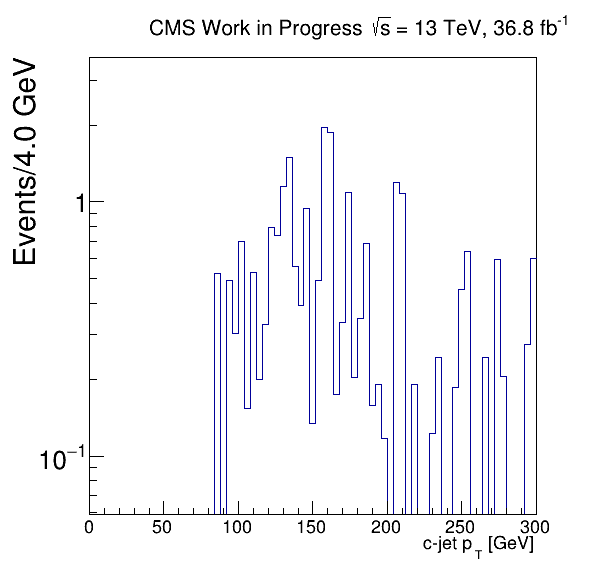 CMS Work in Progress √s = 13 TeV, 36.8 fb⁻¹
Events/4.0 GeV
1
10⁻¹
0 50 100 150 200 250 300
c-jet p_T [GeV]